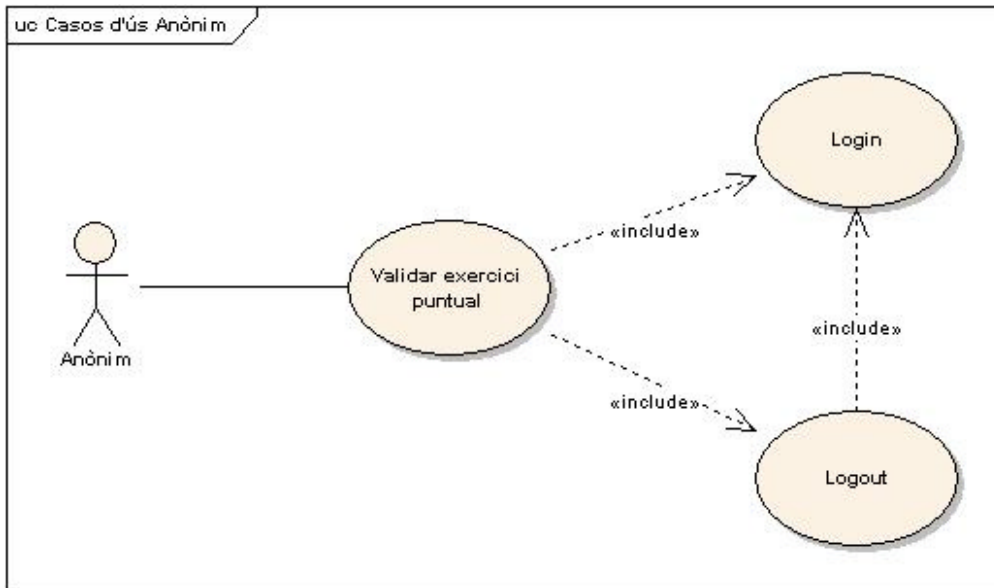 uc Casos d'ús Anònim
Login
«include»
Validar exercici
puntual
Anònim
«include»
«include»
Logout